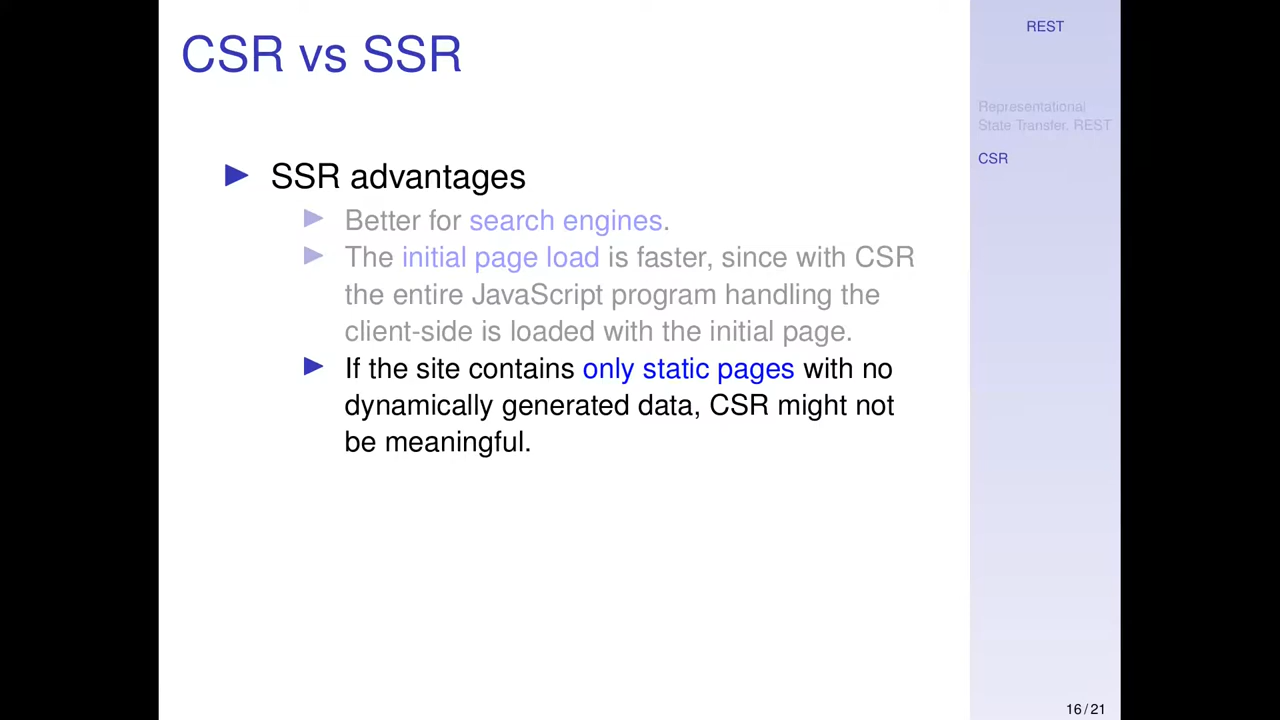 CSR vs SSR
SSR advantages
Better for search engines.
The initial page load is faster, since with CSR
the entire JavaScript program handling the
client-side is loaded with the initial page.
If the site contains only static pages with no
dynamically generated data, CSR might not
be meaningful.
REST
Representational
State Transfer, REST
CSR
16 / 21